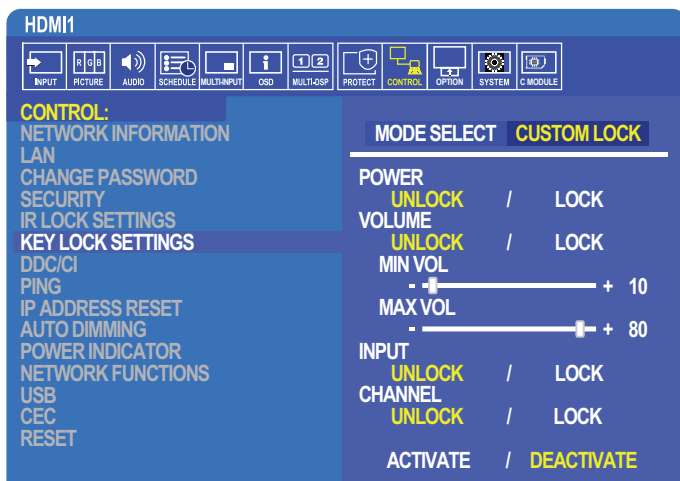 HDMI1
INPUT PICTURE AUDIO SCHEDULE MULTI-INPUT OSD MULTI-DSP PROTECT CONTROL OPTION SYSTEM C MODULE
R G B
1 2
CONTROL:
NETWORK INFORMATION
LAN
CHANGE PASSWORD
SECURITY
IR LOCK SETTINGS
KEY LOCK SETTINGS
DDC/CI
PING
IP ADDRESS RESET
AUTO DIMMING
POWER INDICATOR
NETWORK FUNCTIONS
USB
CEC
RESET
MODE SELECT CUSTOM LOCK
POWER
UNLOCK / LOCK
VOLUME
UNLOCK / LOCK
MIN VOL
- + 10
MAX VOL
- + 80
INPUT
UNLOCK / LOCK
CHANNEL
UNLOCK / LOCK
ACTIVATE / DEACTIVATE